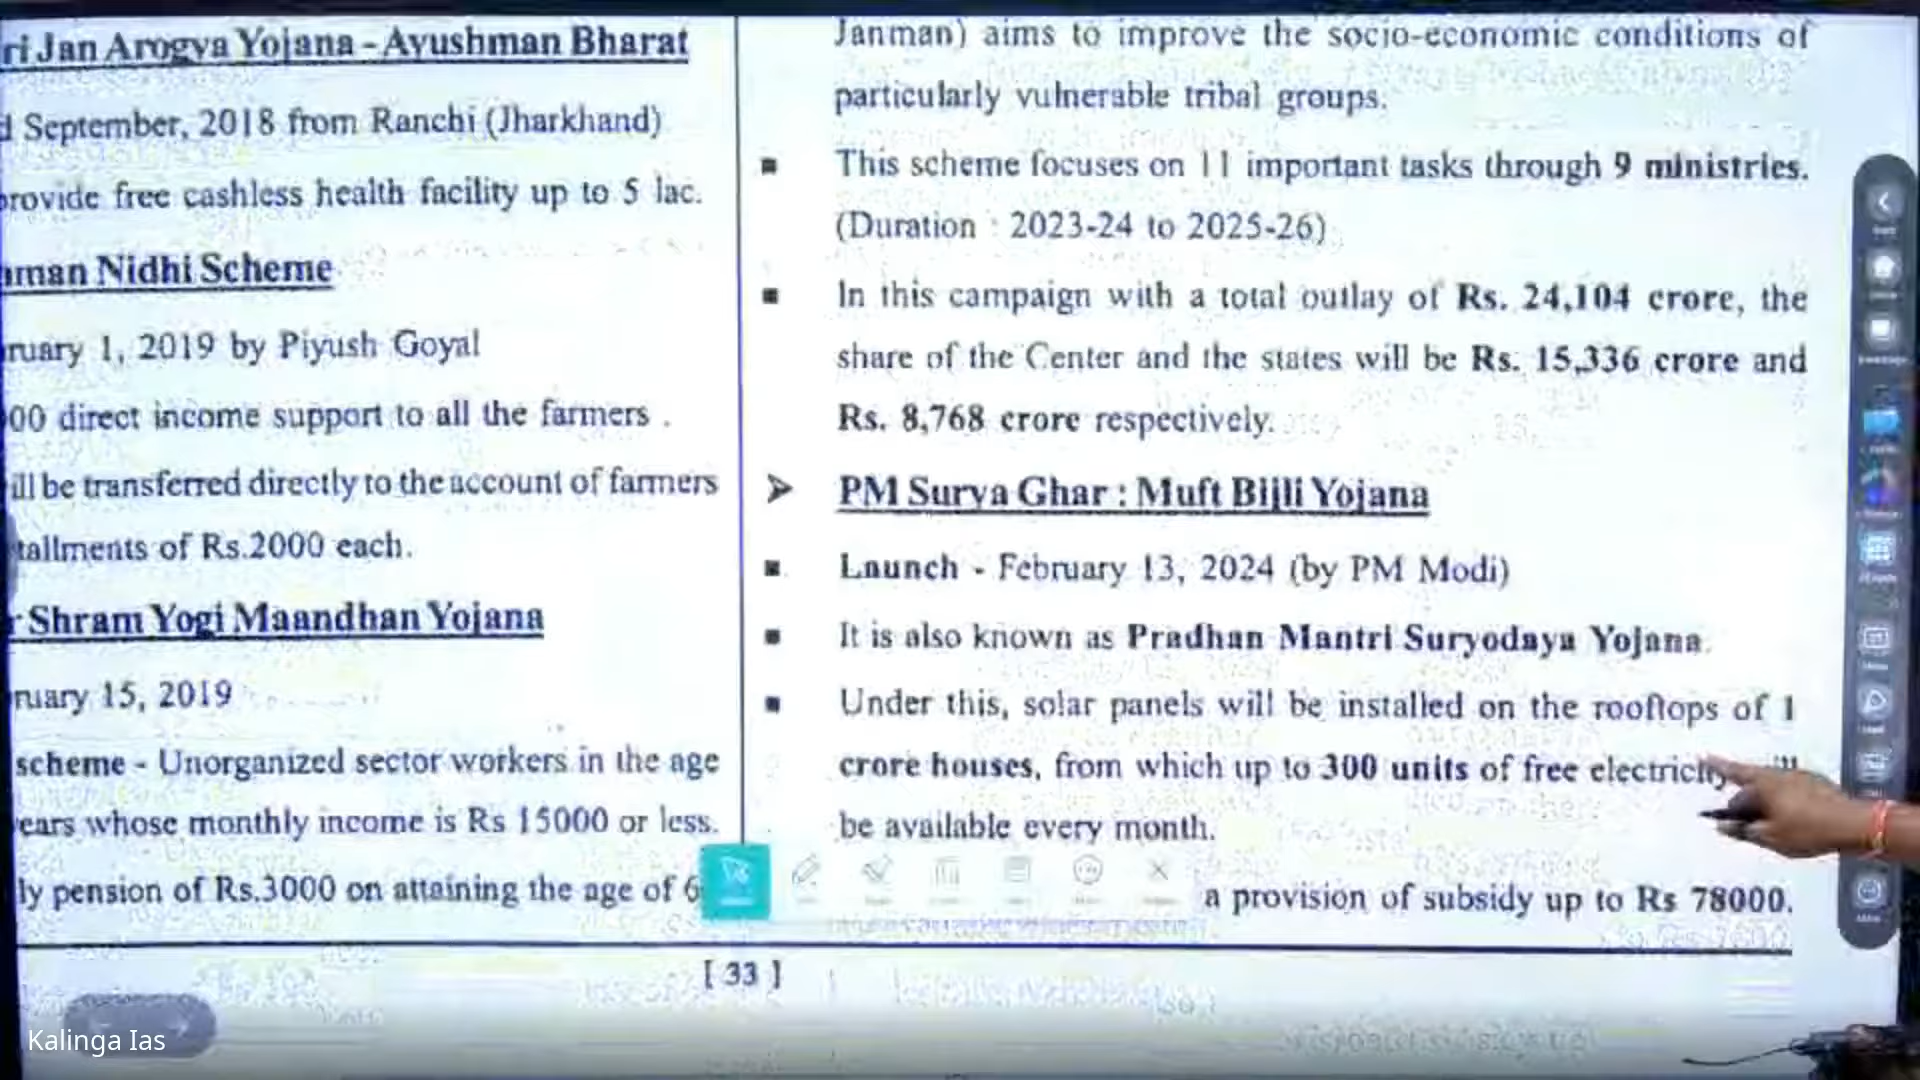 ri Jan Arogya Yojana - Ayushman Bharat
September, 2018 from Ranchi (Jharkhand)
provide free cashless health facility up to 5 lac.
man Nidhi Scheme
ruary 1, 2019 by Piyush Goyal
00 direct income support to all the farmers .
ill be transferred directly to the account of farmers
tallments of Rs.2000 each.
r Shram Yogi Maandhan Yojana
ruary 15, 2019
scheme - Unorganized sector workers in the age
ears whose monthly income is Rs 15000 or less.
ly pension of Rs.3000 on attaining the age of 6
Janman) aims to improve the socio-economic conditions of
particularly vulnerable tribal groups.
■ This scheme focuses on 11 important tasks through 9 ministries.
(Duration : 2023-24 to 2025-26)
■ In this campaign with a total outlay of Rs. 24,104 crore, the
share of the Center and the states will be Rs. 15,336 crore and
Rs. 8,768 crore respectively.
➤ PM Surya Ghar : Muft Bijli Yojana
■ Launch - February 13, 2024 (by PM Modi)
■ It is also known as Pradhan Mantri Suryodaya Yojana.
■ Under this, solar panels will be installed on the rooftops of 1
crore houses, from which up to 300 units of free electricity will
be available every month.
a provision of subsidy up to Rs 78000.
[ 33 ]
Kalinga Ias